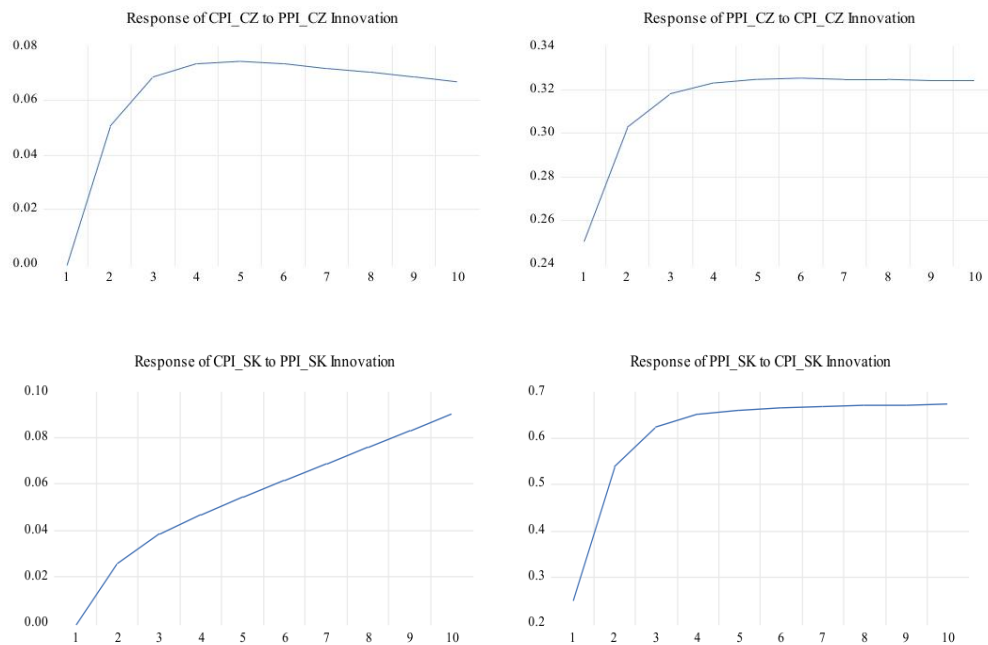 Response of CPI_CZ to PPI_CZ Innovation
0.08
0.06
0.04
0.02
0.00
1 2 3 4 5 6 7 8 9 10
Response of PPI_CZ to CPI_CZ Innovation
0.34
0.32
0.30
0.28
0.26
0.24
1 2 3 4 5 6 7 8 9 10
Response of CPI_SK to PPI_SK Innovation
0.10
0.08
0.06
0.04
0.02
0.00
1 2 3 4 5 6 7 8 9 10
Response of PPI_SK to CPI_SK Innovation
0.7
0.6
0.5
0.4
0.3
0.2
1 2 3 4 5 6 7 8 9 10